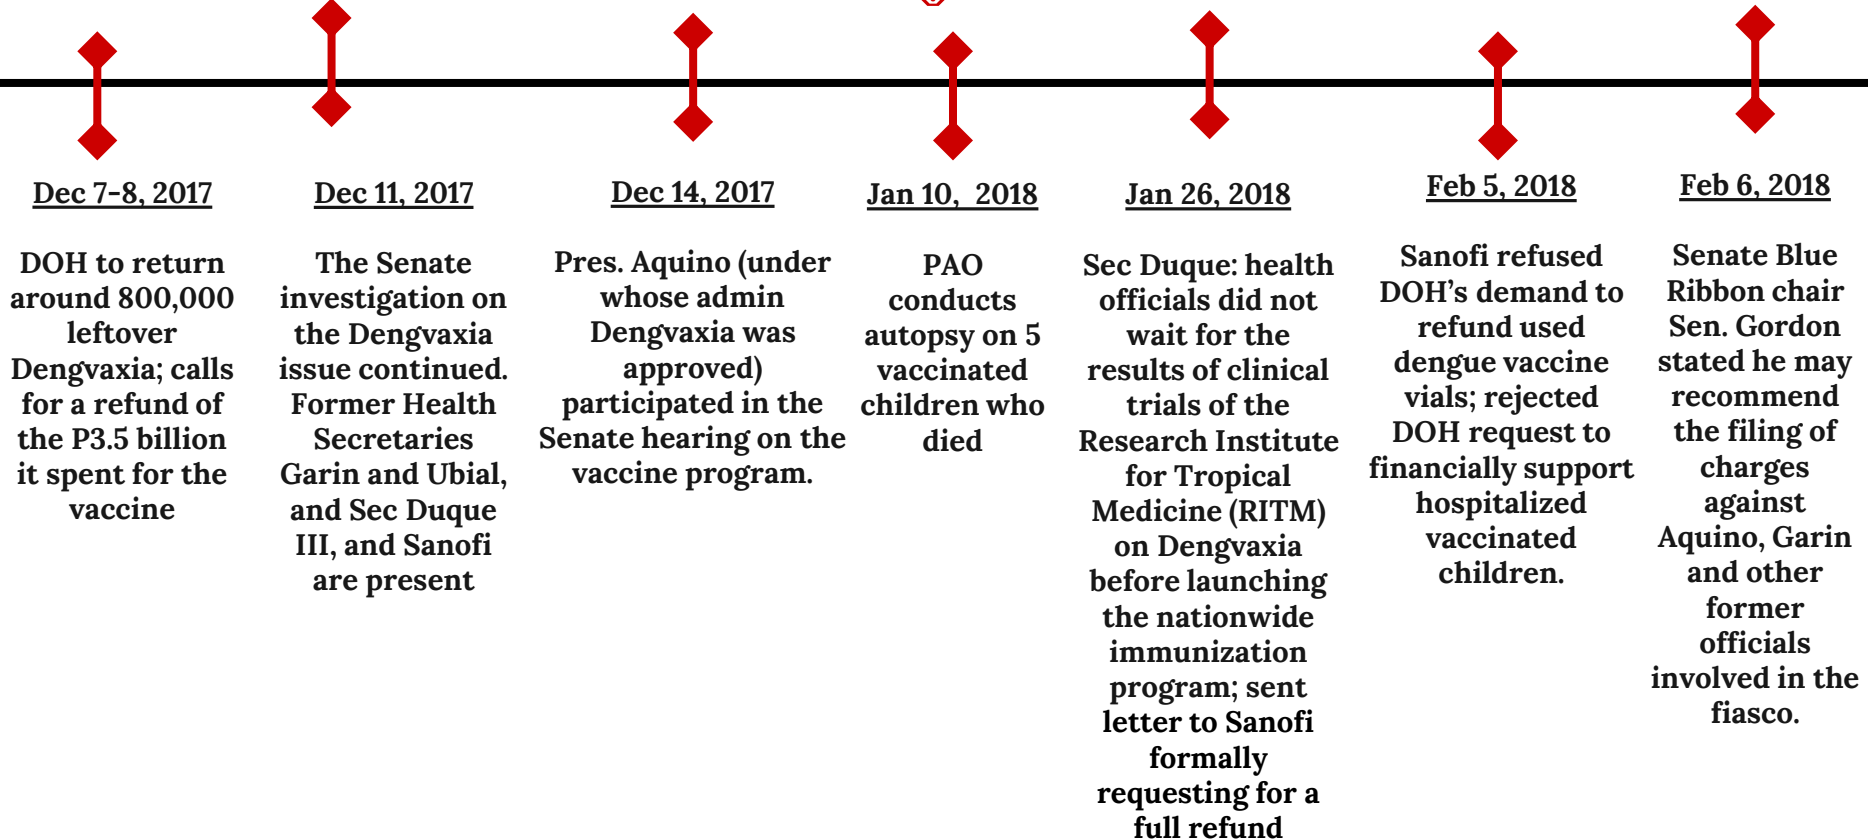 Dec 7-8, 2017
DOH to return
around 800,000
leftover
Dengvaxia; calls
for a refund of
the P3.5 billion
it spent for the
vaccine
Dec 11, 2017
The Senate
investigation on
the Dengvaxia
issue continued.
Former Health
Secretaries
Garin and Ubial,
and Sec Duque
III, and Sanofi
are present
Dec 14, 2017
Pres. Aquino (under
whose admin
Dengvaxia was
approved)
participated in the
Senate hearing on the
vaccine program.
Jan 10, 2018
PAO
conducts
autopsy on 5
vaccinated
children who
died
Jan 26, 2018
Sec Duque: health
officials did not
wait for the
results of clinical
trials of the
Research Institute
for Tropical
Medicine (RITM)
on Dengvaxia
before launching
the nationwide
immunization
program; sent
letter to Sanofi
formally
requesting for a
full refund
Feb 5, 2018
Sanofi refused
DOH’s demand to
refund used
dengue vaccine
vials; rejected
DOH request to
financially support
hospitalized
vaccinated
children.
Feb 6, 2018
Senate Blue
Ribbon chair
Sen. Gordon
stated he may
recommend
the filing of
charges
against
Aquino, Garin
and other
former
officials
involved in the
fiasco.